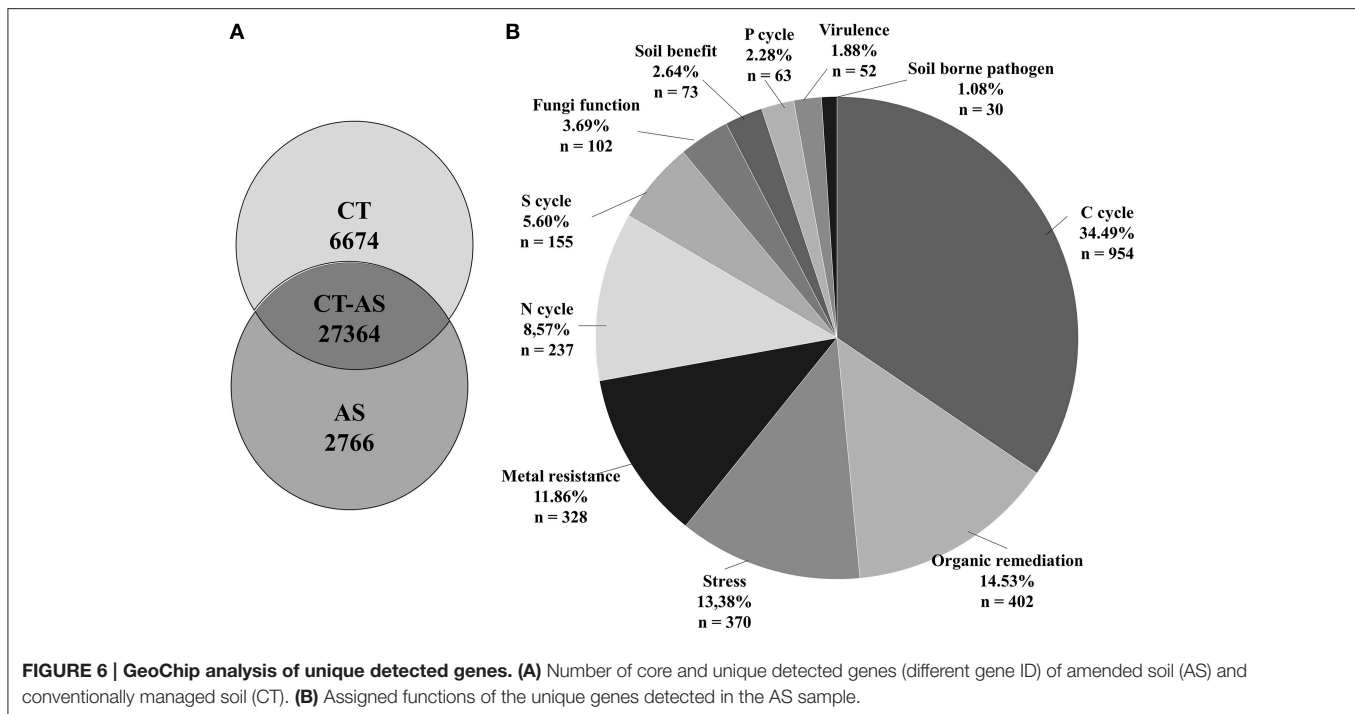 A
CT
6674
CT-AS
27364
AS
2766
B
Virulence
1.88%
n = 52
P cycle
2.28%
n = 63
Soil benefit
2.64%
n = 73
Fungi function
3.69%
n = 102
S cycle
5.60%
n = 155
N cycle
8,57%
n = 237
Metal resistance
11.86%
n = 328
Stress
13,38%
n = 370
Organic remediation
14.53%
n = 402
C cycle
34.49%
n = 954
Soil borne pathogen
1.08%
n = 30
FIGURE 6 | GeoChip analysis of unique detected genes. (A) Number of core and unique detected genes (different gene ID) of amended soil (AS) and
conventionally managed soil (CT). (B) Assigned functions of the unique genes detected in the AS sample.